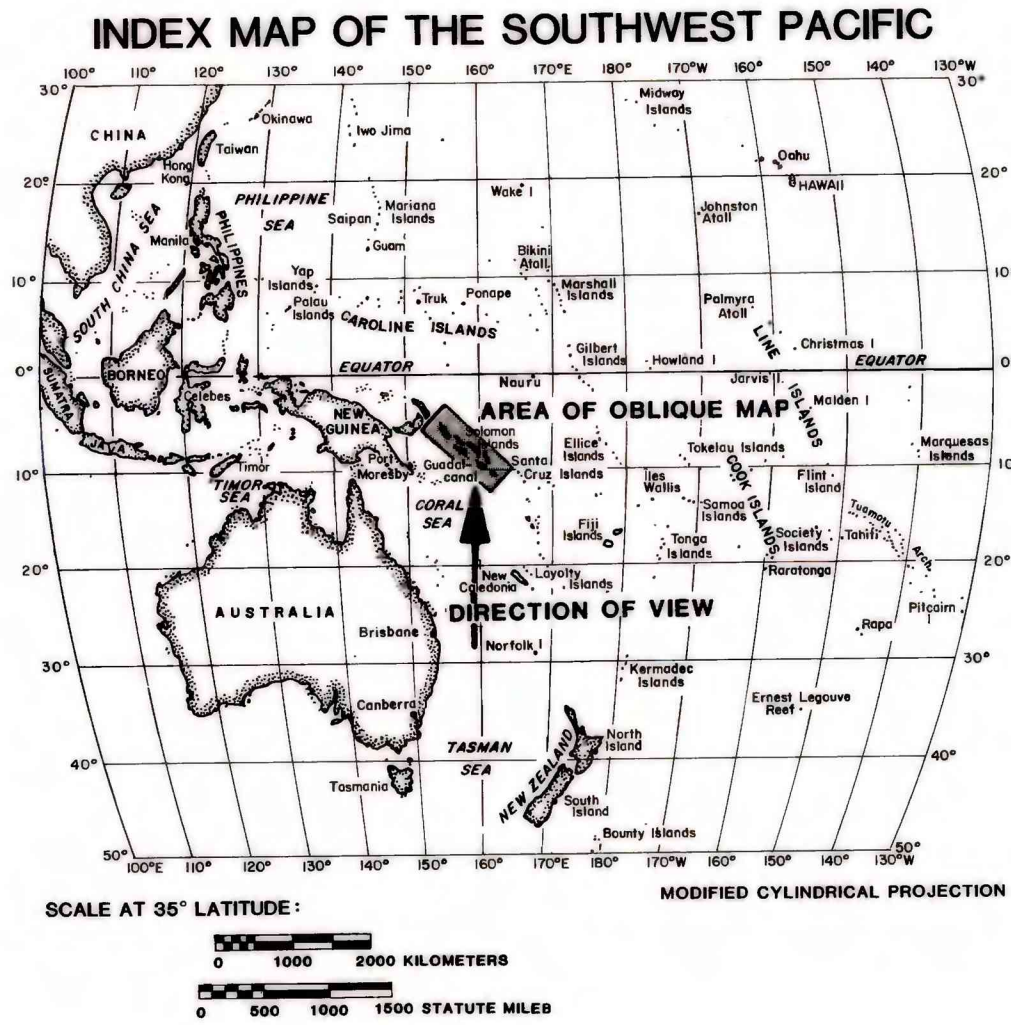 INDEX MAP OF THE SOUTHWEST PACIFIC
100° 110° 120° 130° 140° 150° 160° 170°E 180° 170°W 160° 150° 140° 130°W
30° 30°
CHINA
Okinawa
Iwo Jima
Midway
Islands
Taiwan
Hong
Kong
Oahu
HAWAII
20° 20°
PHILIPPINE
SEA
Mariana
Islands
Saipan
Wake I
Johnston
Atoll
SOUTH CHINA SEA
Manila
PHILIPPINES
Guam
Bikini
Atoll
10° 10°
Yap
Islands
Palau
Islands
Truk
Ponape
Marshall
Islands
Palmyra
Atoll
CAROLINE ISLANDS
LINE ISLANDS
Christmas I
Gilbert
Islands
Howland I
EQUATOR
EQUATOR
0° 0°
BORNEO
SUMATRA
Celebes
Nauru
Jarvis I.
Malden I
NEW
GUINEA
AREA OF OBLIQUE MAP
Solomon
Islands
JAVA
Timor
Port
Moresby
Guadal-
canal
Santa
Cruz Islands
Ellice
Islands
Tokelau Islands
Marquesas
Islands
10° 10°
TIMOR
SEA
CORAL
SEA
Îles
Wallis
COOK ISLANDS
Flint
Island
Samoa
Islands
Tuamotu
Arch.
Fiji
Islands
Tonga
Islands
Society
Islands
Tahiti
20° 20°
New
Caledonia
Layolty
Islands
Raratonga
AUSTRALIA
DIRECTION OF VIEW
Pitcairn
I
Brisbane
Norfolk I
Rapa
30° 30°
Kermadec
Islands
Canberra
Ernest Legouve
Reef
TASMAN
SEA
North
Island
40° 40°
Tasmania
NEW ZEALAND
South
Island
Bounty Islands
50° 50°
100°E 110° 120° 130° 140° 150° 160° 170°E 180° 170°W 160° 150° 140° 130°W
MODIFIED CYLINDRICAL PROJECTION
SCALE AT 35° LATITUDE:
0 1000 2000 KILOMETERS
0 500 1000 1500 STATUTE MILEB